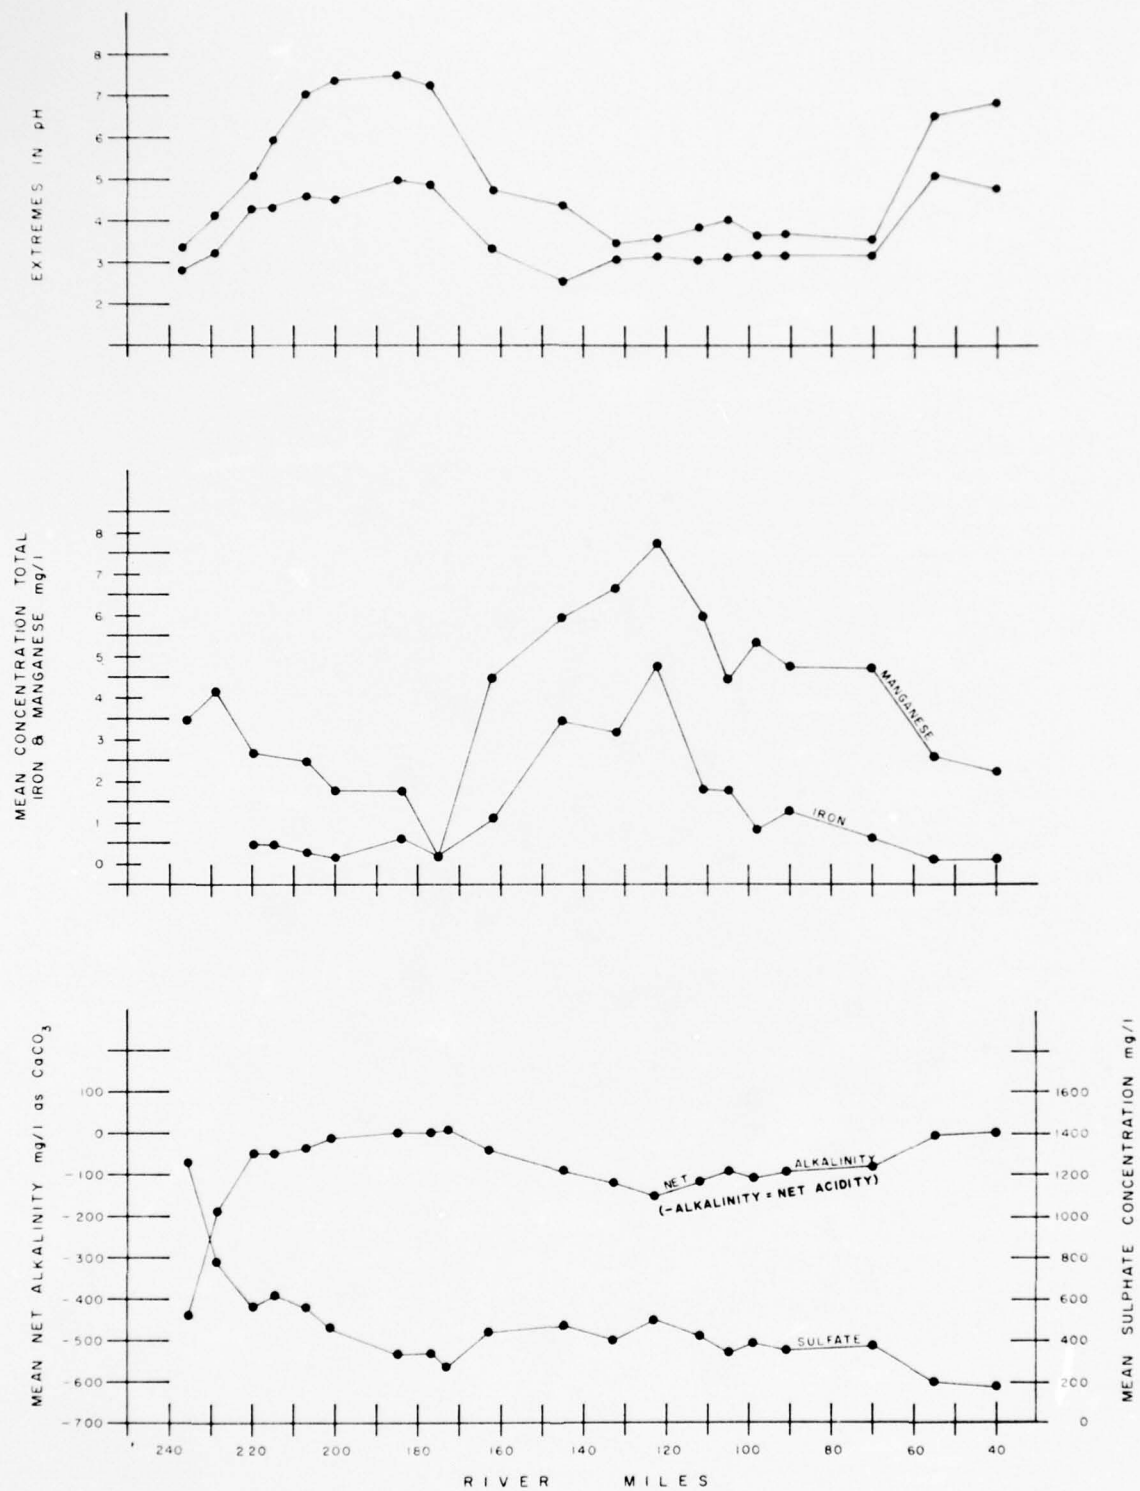 EXTREMES IN pH
8
7
6
5
4
3
2
MEAN CONCENTRATION TOTAL
IRON & MANGANESE mg/l
8
7
6
5
4
3
2
1
0
MANGANESE
IRON
MEAN NET ALKALINITY mg/l as CaCO3
100
0
-100
-200
-300
-400
-500
-600
-700
NET ALKALINITY
(-ALKALINITY = NET ACIDITY)
SULFATE
1600
1400
1200
1000
800
600
400
200
0
MEAN SULPHATE CONCENTRATION mg/l
240 220 200 180 160 140 120 100 80 60 40
RIVER MILES